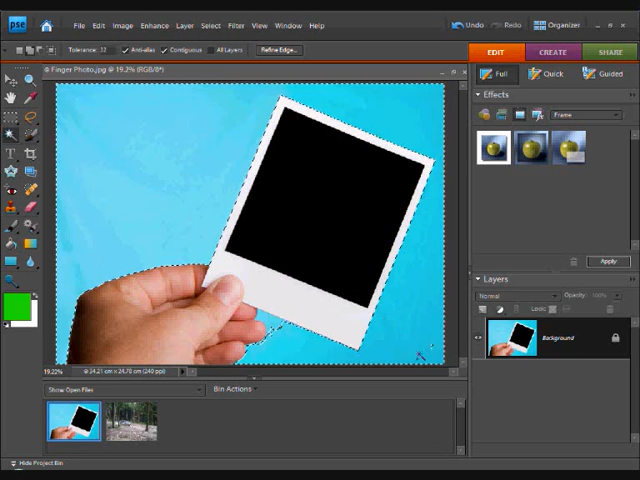 pse File Edit Image Enhance Layer Select Filter View Window Help Undo Redo Organizer
Tolerance: 32 Anti-alias Contiguous All Layers Refine Edge... EDIT CREATE SHARE
Finger Photo.jpg @ 19.2% (RGB/8*)
Full Quick Guided
Effects
Frame
Apply
Layers
Normal Opacity: 100%
Lock:
Background
19.22% 34.21 cm x 24.78 cm (240 ppi)
Show Open Files Bin Actions
Hide Project Bin